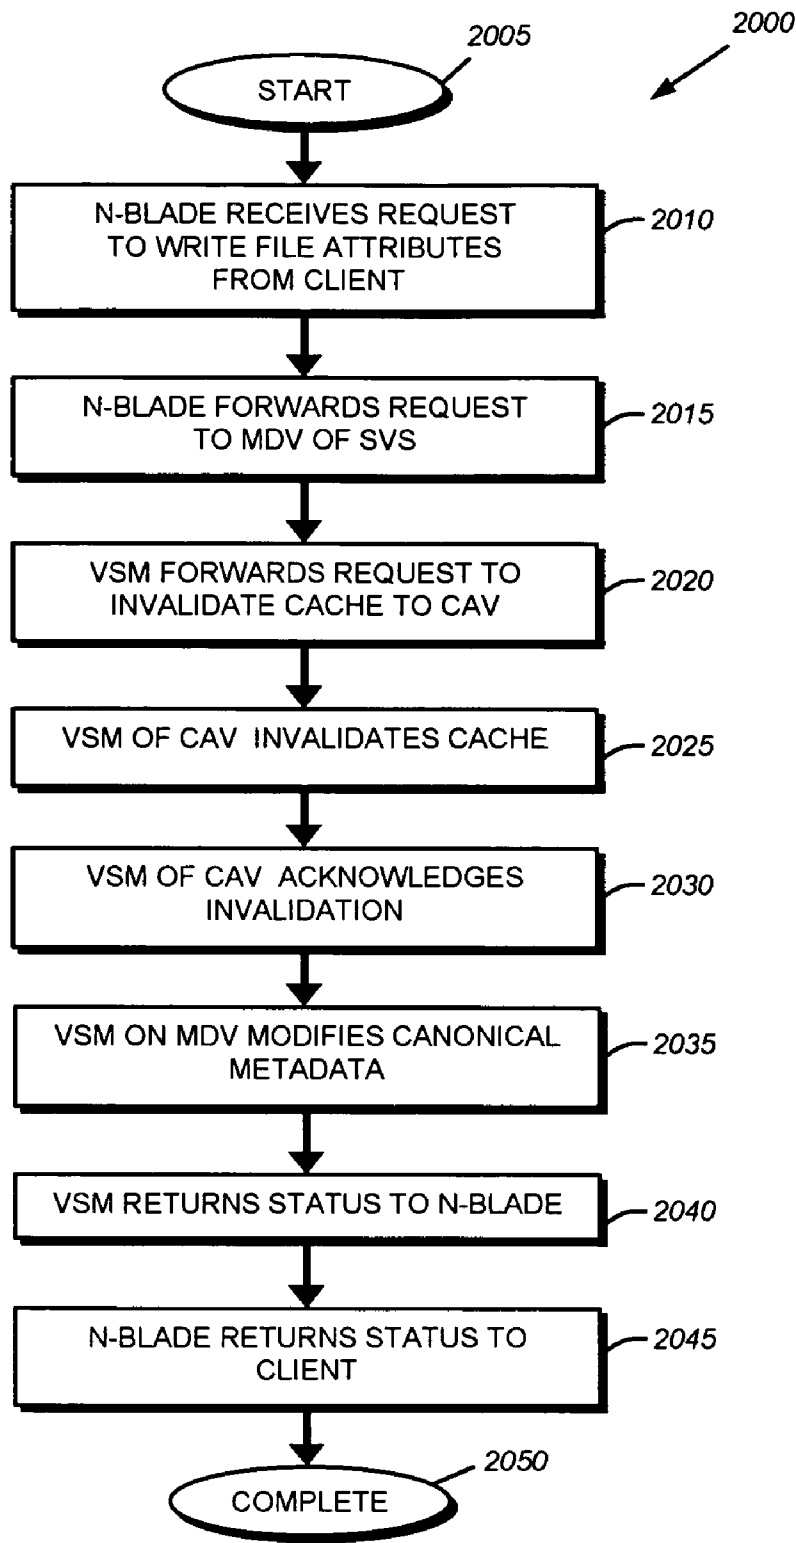 2000
START
2005
N-BLADE RECEIVES REQUEST
TO WRITE FILE ATTRIBUTES
FROM CLIENT
2010
N-BLADE FORWARDS REQUEST
TO MDV OF SVS
2015
VSM FORWARDS REQUEST TO
INVALIDATE CACHE TO CAV
2020
VSM OF CAV INVALIDATES CACHE
2025
VSM OF CAV ACKNOWLEDGES
INVALIDATION
2030
VSM ON MDV MODIFIES CANONICAL
METADATA
2035
VSM RETURNS STATUS TO N-BLADE
2040
N-BLADE RETURNS STATUS TO
CLIENT
2045
COMPLETE
2050